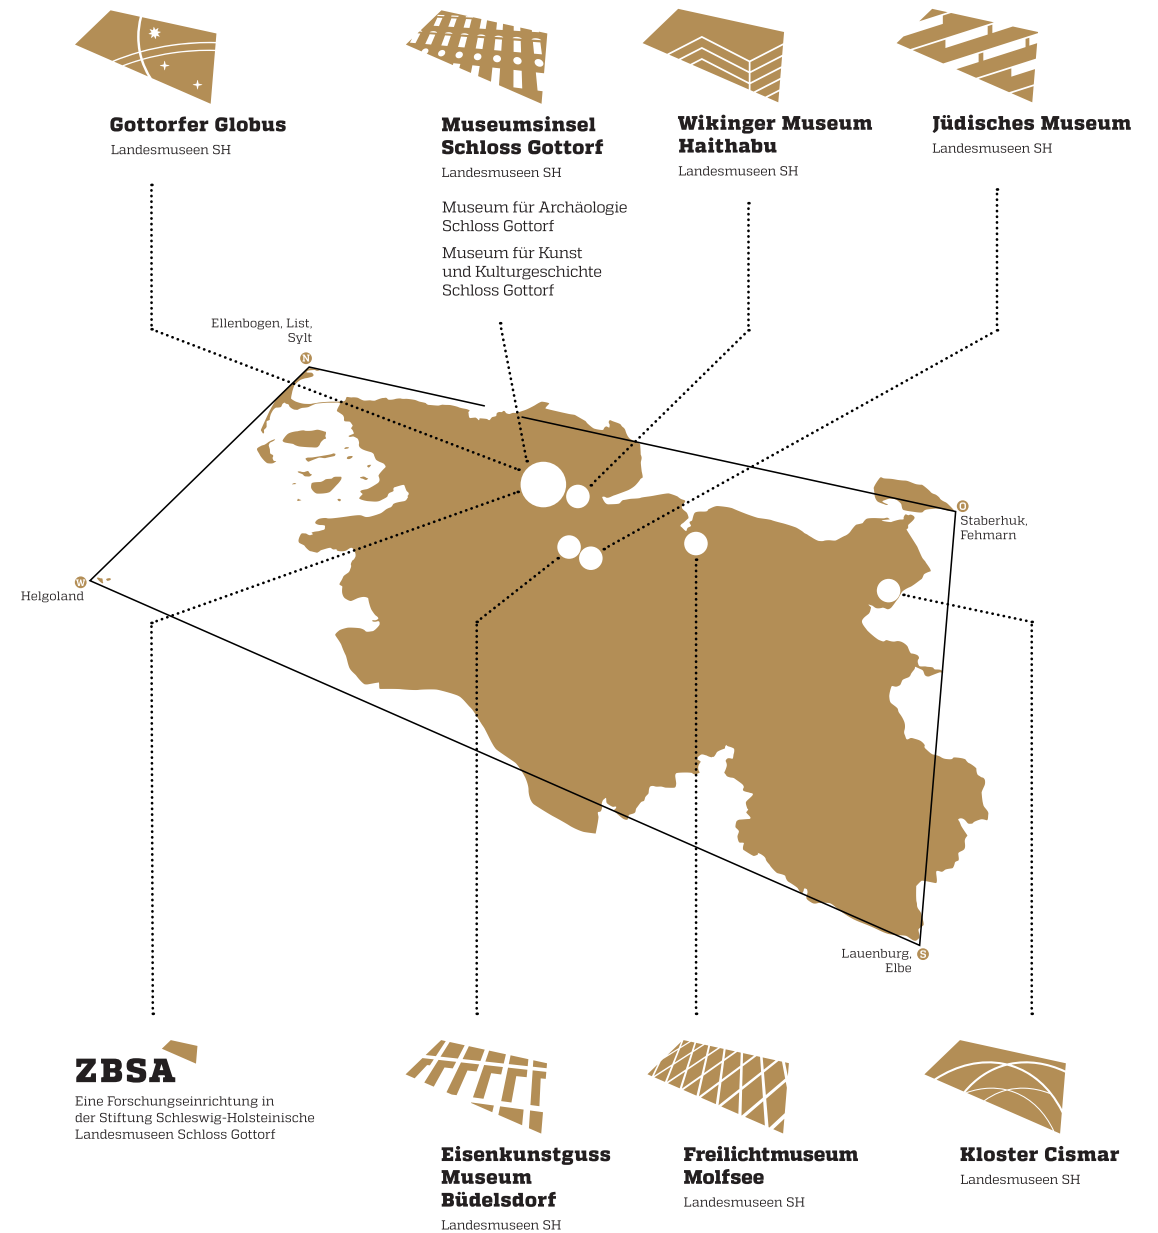 Gottorfer Globus
Landesmuseen SH
Museumsinsel
Schloss Gottorf
Landesmuseen SH
Museum für Archäologie
Schloss Gottorf
Museum für Kunst
und Kulturgeschichte
Schloss Gottorf
Wikinger Museum
Haithabu
Landesmuseen SH
Jüdisches Museum
Landesmuseen SH
Ellenbogen, List,
Sylt
N
O
Staberhuk,
Fehmarn
W
Helgoland
Lauenburg,
Elbe
S
ZBSA
Eine Forschungseinrichtung in
der Stiftung Schleswig-Holsteinische
Landesmuseen Schloss Gottorf
Eisenkunstguss
Museum
Büdelsdorf
Landesmuseen SH
Freilichtmuseum
Molfsee
Landesmuseen SH
Kloster Cismar
Landesmuseen SH